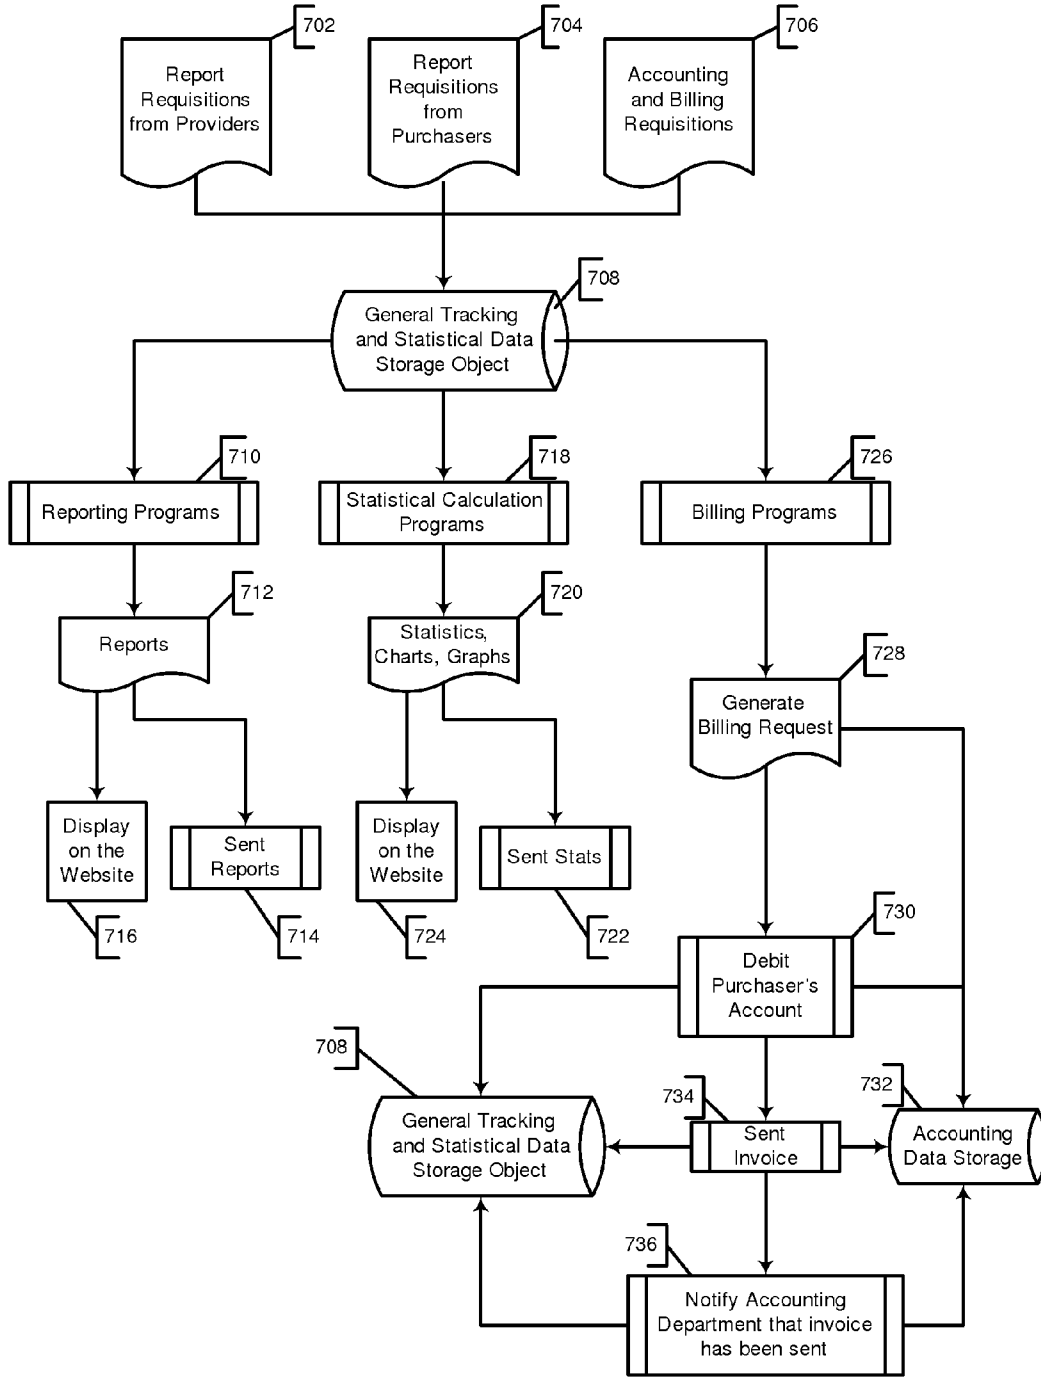 702
704
706
Report
Requisitions
from Providers
Report
Requisitions
from
Purchasers
Accounting
and Billing
Requisitions
708
General Tracking
and Statistical Data
Storage Object
710
718
726
Reporting Programs
Statistical Calculation
Programs
Billing Programs
712
720
728
Reports
Statistics,
Charts, Graphs
Generate
Billing Request
Display
on the
Website
Sent
Reports
Display
on the
Website
Sent Stats
716
714
724
722
730
Debit
Purchaser's
Account
708
734
732
General Tracking
and Statistical Data
Storage Object
Sent
Invoice
Accounting
Data Storage
736
Notify Accounting
Department that invoice
has been sent